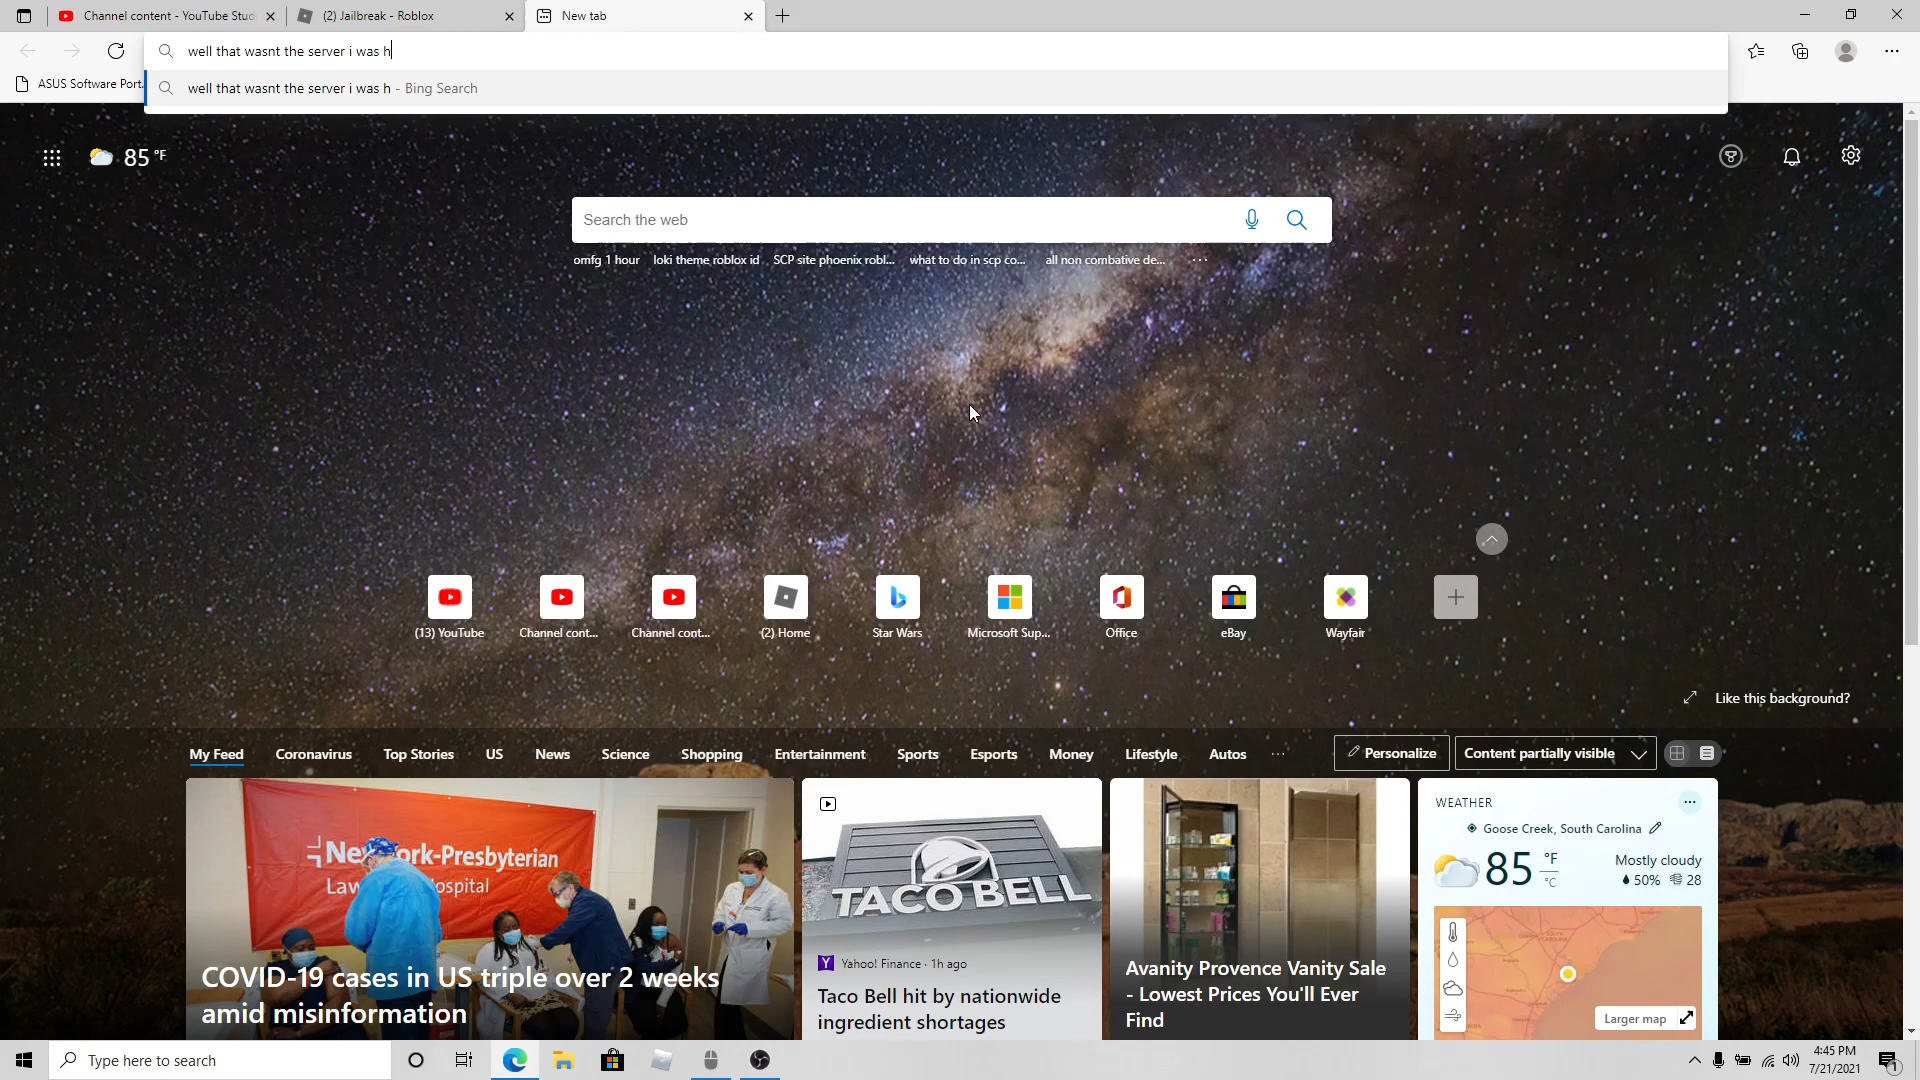 Channel content - YouTube Stud
(2) Jailbreak - Roblox
New tab
well that wasnt the server i was h
ASUS Software Port.
well that wasnt the server i was h - Bing Search
85 °F
Search the web
omfg 1 hour loki theme roblox id SCP site phoenix robl... what to do in scp co... all non combative de... ...
(13) YouTube
Channel cont...
Channel cont...
(2) Home
Star Wars
Microsoft Sup...
Office
eBay
Wayfair
Like this background?
My Feed Coronavirus Top Stories US News Science Shopping Entertainment Sports Esports Money Lifestyle Autos ...
Personalize
Content partially visible
COVID-19 cases in US triple over 2 weeks
amid misinformation
TACO BELL
Yahoo! Finance · 1h ago
Taco Bell hit by nationwide
ingredient shortages
Avanity Provence Vanity Sale
- Lowest Prices You'll Ever
Find
WEATHER
Goose Creek, South Carolina
85 °F
°C
Mostly cloudy
50% 28
Larger map
Type here to search
4:45 PM
7/21/2021
1